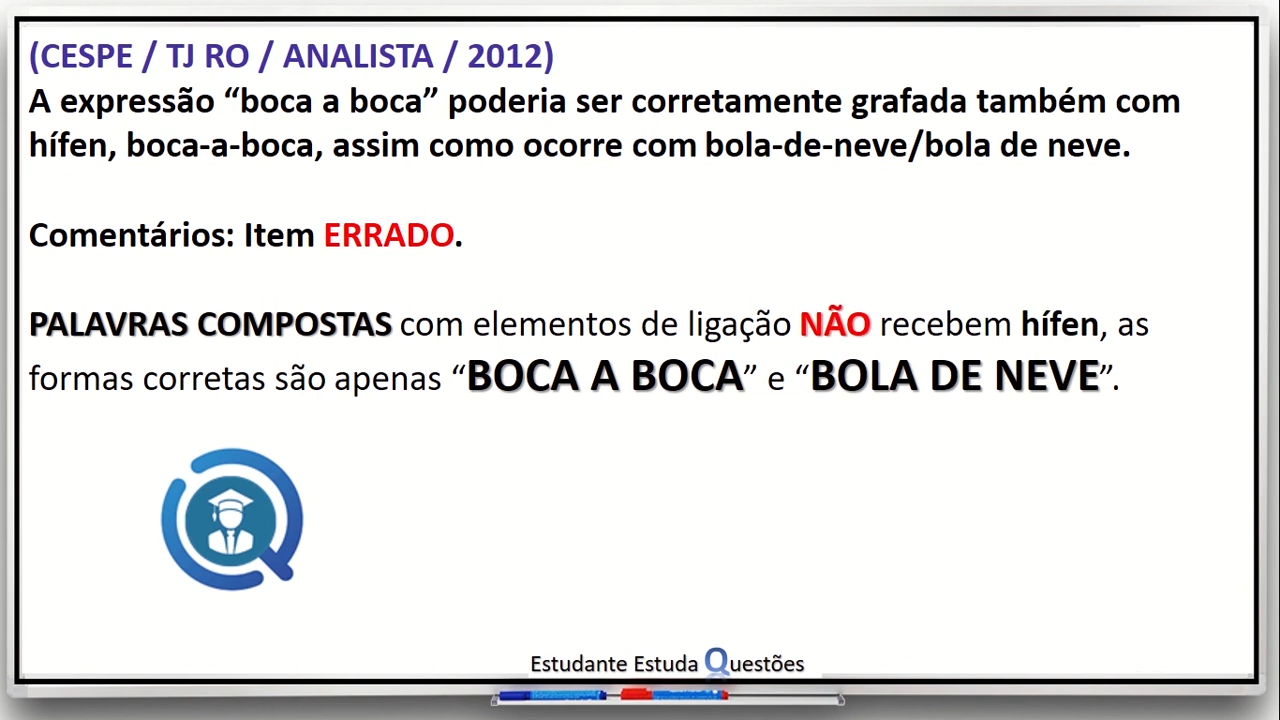 (CESPE / TJ RO / ANALISTA / 2012)
A expressão “boca a boca” poderia ser corretamente grafada também com
hífen, boca-a-boca, assim como ocorre com bola-de-neve/bola de neve.
Comentários: Item ERRADO.
PALAVRAS COMPOSTAS com elementos de ligação NÃO recebem hífen, as
formas corretas são apenas “BOCA A BOCA” e “BOLA DE NEVE”.
Estudante Estuda Questões